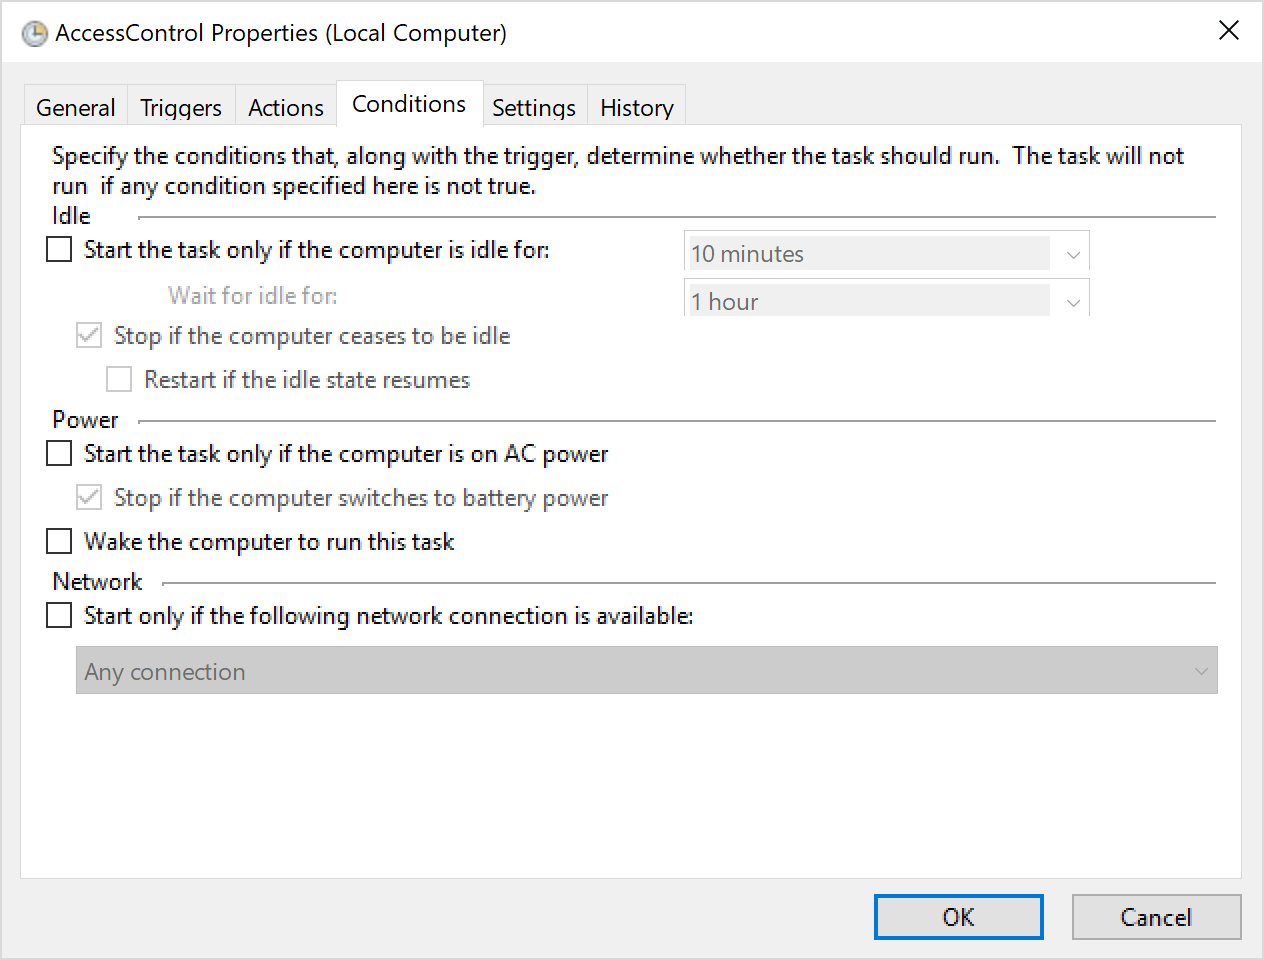 AccessControl Properties (Local Computer)
General Triggers Actions Conditions Settings History
Specify the conditions that, along with the trigger, determine whether the task should run.  The task will not
run  if any condition specified here is not true.
Idle
Start the task only if the computer is idle for: 10 minutes
Wait for idle for: 1 hour
Stop if the computer ceases to be idle
Restart if the idle state resumes
Power
Start the task only if the computer is on AC power
Stop if the computer switches to battery power
Wake the computer to run this task
Network
Start only if the following network connection is available:
Any connection
OK Cancel